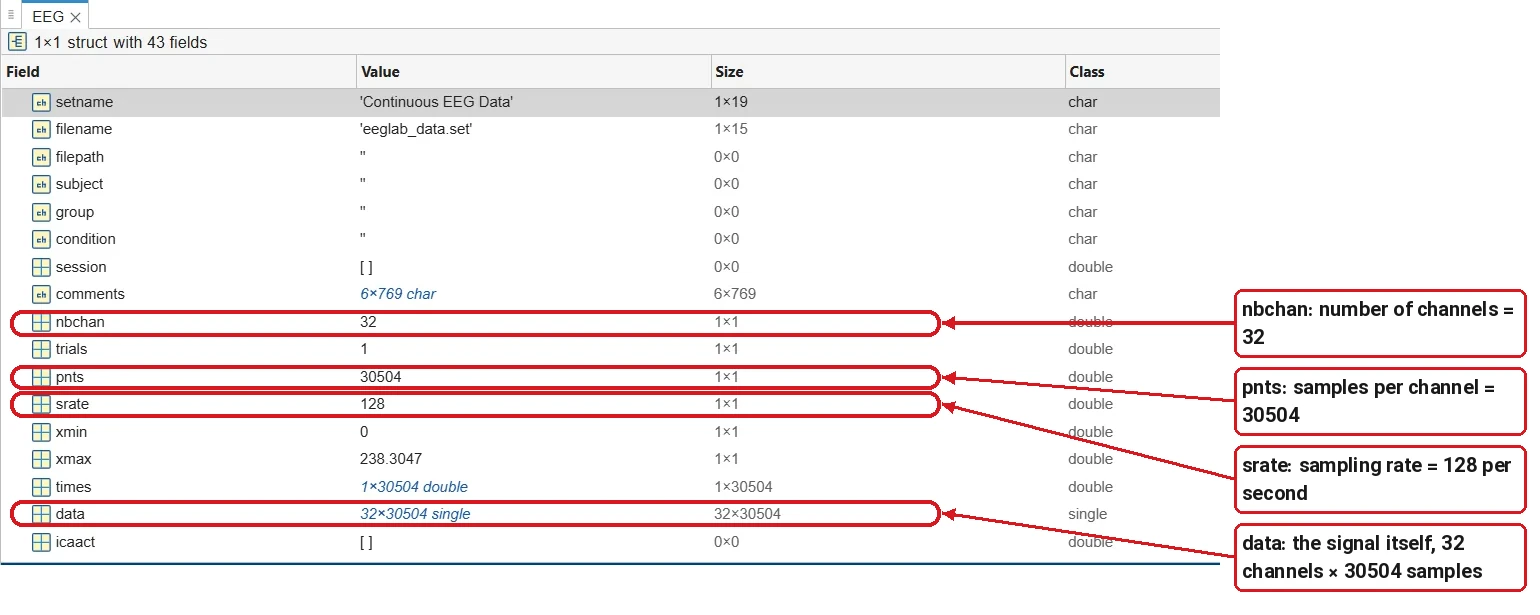 EEG
1×1 struct with 43 fields
Field Value Size Class
setname 'Continuous EEG Data' 1×19 char
filename 'eeglab_data.set' 1×15 char
filepath '' 0×0 char
subject '' 0×0 char
group '' 0×0 char
condition '' 0×0 char
session [ ] 0×0 double
comments 6×769 char 6×769 char
nbchan 32 1×1 double
trials 1 1×1 double
pnts 30504 1×1 double
srate 128 1×1 double
xmin 0 1×1 double
xmax 238.3047 1×1 double
times 1×30504 double 1×30504 double
data 32×30504 single 32×30504 single
icaact [ ] 0×0 double
nbchan: number of channels =
32
pnts: samples per channel =
30504
srate: sampling rate = 128 per
second
data: the signal itself, 32
channels × 30504 samples